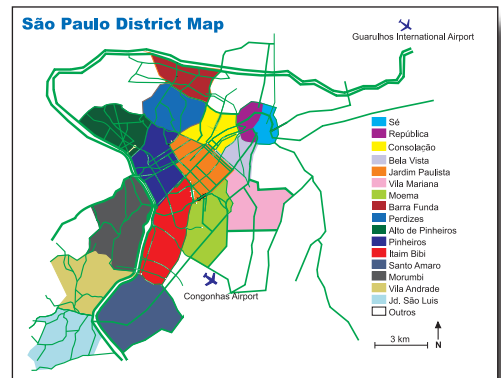 São Paulo District Map
Guarulhos International Airport
Sé
República
Consolação
Bela Vista
Jardim Paulista
Vila Mariana
Moema
Barra Funda
Perdizes
Alto de Pinheiros
Pinheiros
Itaim Bibi
Santo Amaro
Morumbi
Vila Andrade
Jd. São Luis
Outros
Congonhas Airport
3 km
N